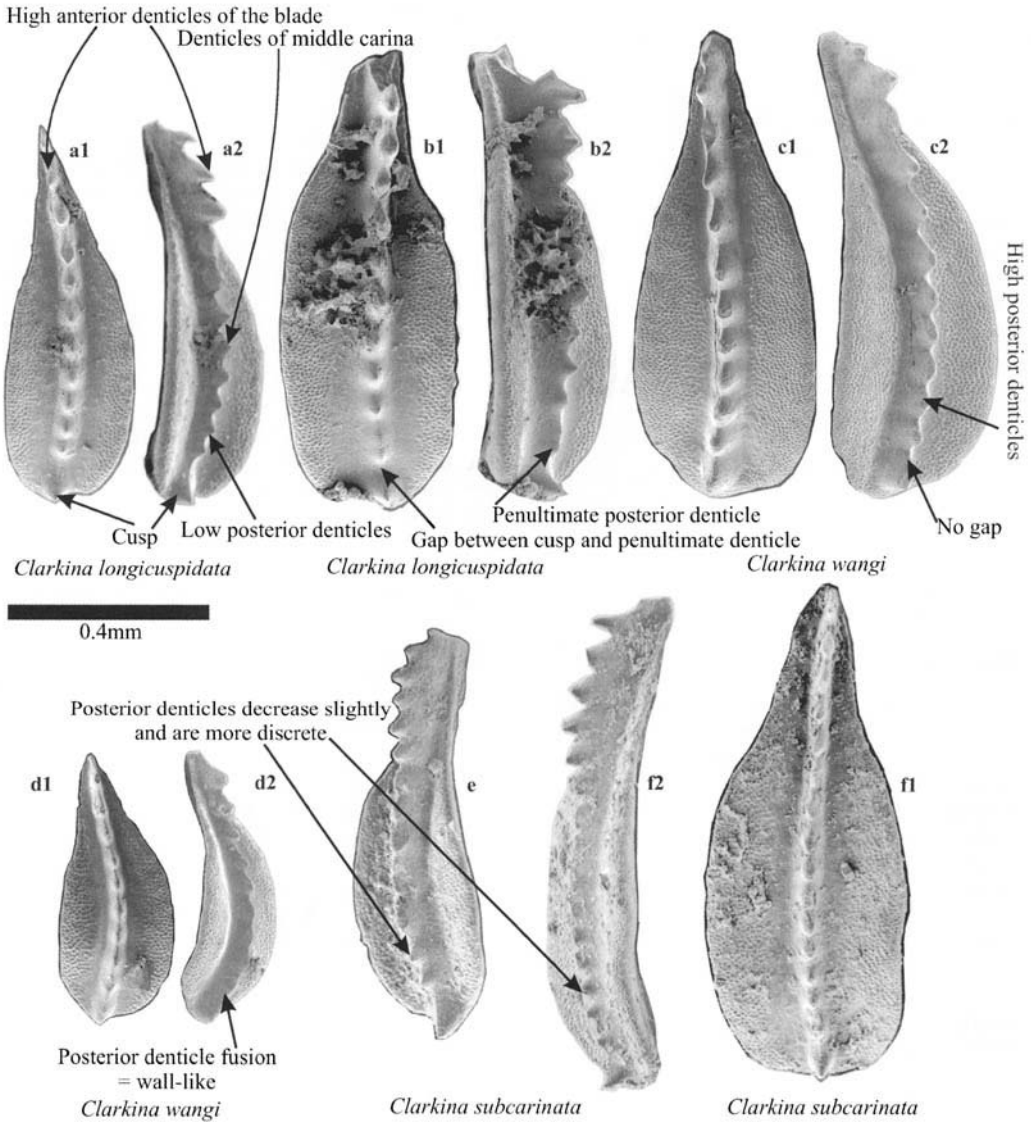 High anterior denticles of the blade
Denticles of middle carina
a1
a2
b1
b2
c1
c2
High posterior denticles
Cusp
Low posterior denticles
Penultimate posterior denticle
Gap between cusp and penultimate denticle
No gap
Clarkina longicuspidata
Clarkina longicuspidata
Clarkina wangi
0.4mm
Posterior denticles decrease slightly
and are more discrete
d1
d2
e
f2
f1
Posterior denticle fusion
= wall-like
Clarkina wangi
Clarkina subcarinata
Clarkina subcarinata